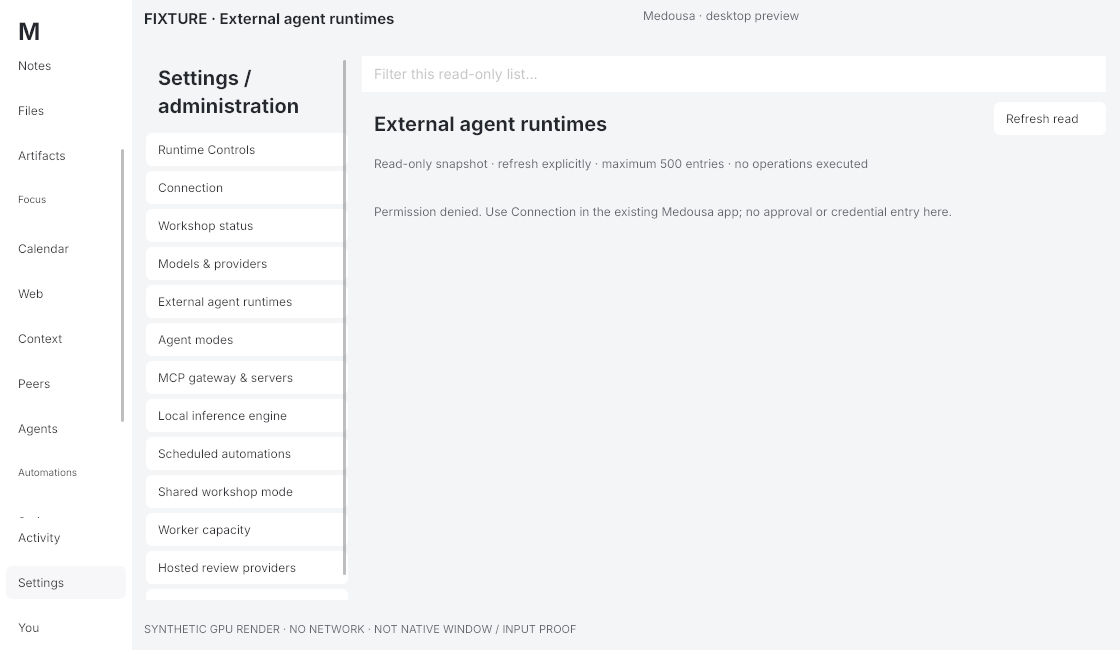 M
Notes
Files
Artifacts
Focus
Calendar
Web
Context
Peers
Agents
Automations
Activity
Settings
You
FIXTURE · External agent runtimes
Medousa · desktop preview
Settings /
administration
Runtime Controls
Connection
Workshop status
Models & providers
External agent runtimes
Agent modes
MCP gateway & servers
Local inference engine
Scheduled automations
Shared workshop mode
Worker capacity
Hosted review providers
Filter this read-only list...
External agent runtimes
Refresh read
Read-only snapshot · refresh explicitly · maximum 500 entries · no operations executed
Permission denied. Use Connection in the existing Medousa app; no approval or credential entry here.
SYNTHETIC GPU RENDER · NO NETWORK · NOT NATIVE WINDOW / INPUT PROOF